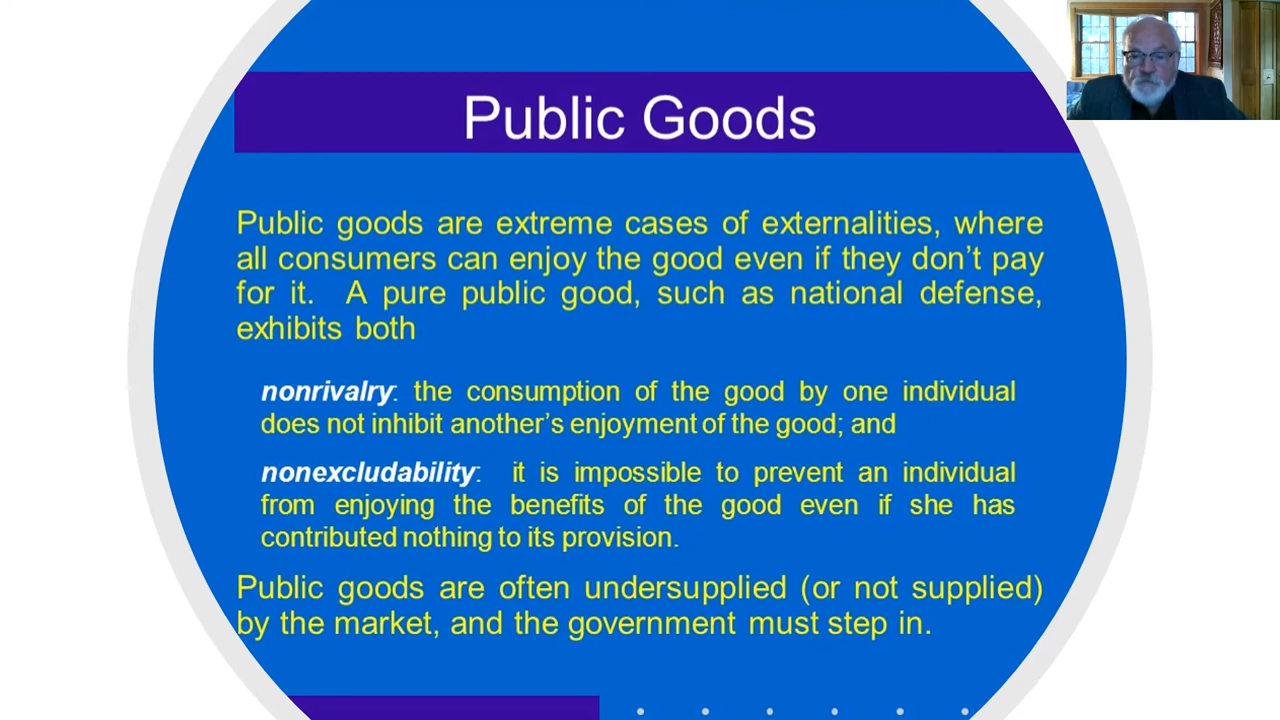 Public Goods
Public goods are extreme cases of externalities, where
all consumers can enjoy the good even if they don't pay
for it. A pure public good, such as national defense,
exhibits both
nonrivalry: the consumption of the good by one individual
does not inhibit another's enjoyment of the good; and
nonexcludability: it is impossible to prevent an individual
from enjoying the benefits of the good even if she has
contributed nothing to its provision.
Public goods are often undersupplied (or not supplied)
by the market, and the government must step in.